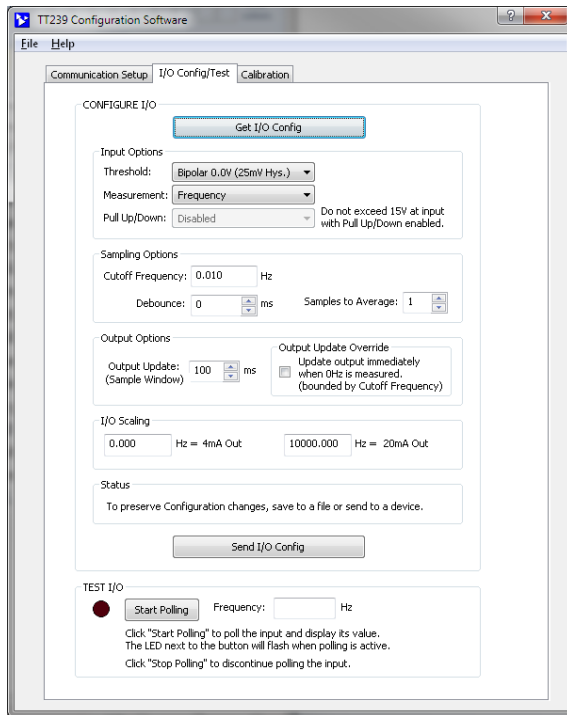 TT239 Configuration Software
File Help
Communication Setup I/O Config/Test Calibration
CONFIGURE I/O
Get I/O Config
Input Options
Threshold: Bipolar 0.0V (25mV Hys.)
Measurement: Frequency
Pull Up/Down: Disabled
Do not exceed 15V at input
with Pull Up/Down enabled.
Sampling Options
Cutoff Frequency: 0.010 Hz
Debounce: 0 ms Samples to Average: 1
Output Options
Output Update: 100 ms
(Sample Window)
Output Update Override
Update output immediately
when 0Hz is measured.
(bounded by Cutoff Frequency)
I/O Scaling
0.000 Hz = 4mA Out 10000.000 Hz = 20mA Out
Status
To preserve Configuration changes, save to a file or send to a device.
Send I/O Config
TEST I/O
Start Polling Frequency: Hz
Click "Start Polling" to poll the input and display its value.
The LED next to the button will flash when polling is active.
Click "Stop Polling" to discontinue polling the input.